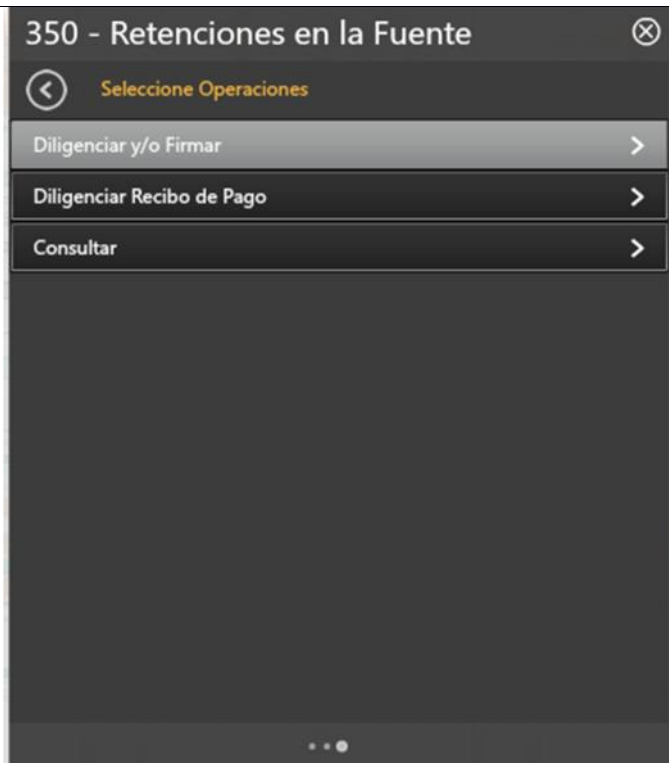 350 - Retenciones en la Fuente
Seleccione Operaciones
Diligenciar y/o Firmar
Diligenciar Recibo de Pago
Consultar